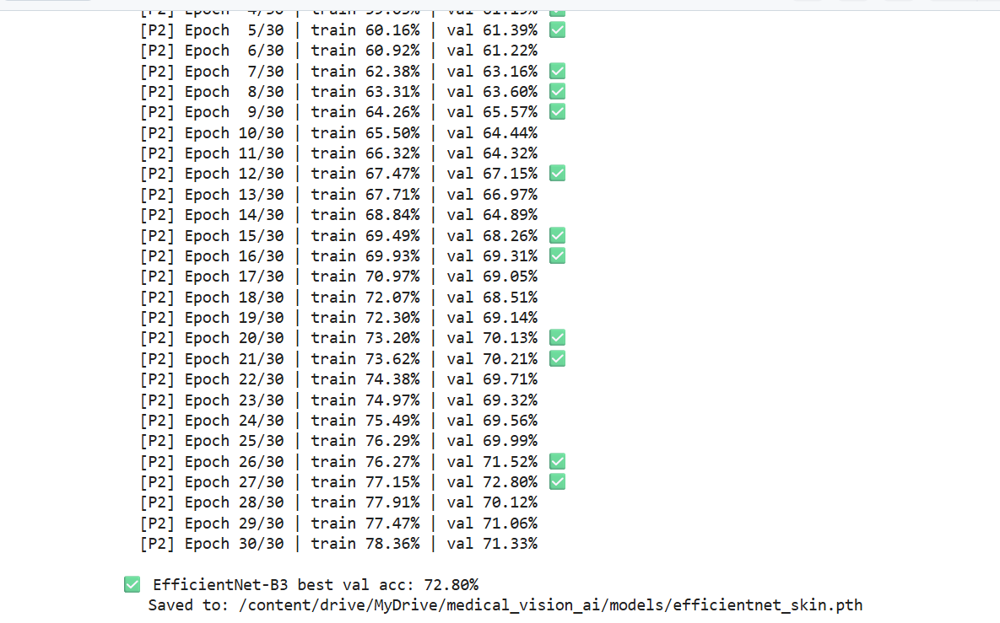 [P2] Epoch  4/30 | train 59.65% | val 61.19% ✅
[P2] Epoch  5/30 | train 60.16% | val 61.39% ✅
[P2] Epoch  6/30 | train 60.92% | val 61.22%
[P2] Epoch  7/30 | train 62.38% | val 63.16% ✅
[P2] Epoch  8/30 | train 63.31% | val 63.60% ✅
[P2] Epoch  9/30 | train 64.26% | val 65.57% ✅
[P2] Epoch 10/30 | train 65.50% | val 64.44%
[P2] Epoch 11/30 | train 66.32% | val 64.32%
[P2] Epoch 12/30 | train 67.47% | val 67.15% ✅
[P2] Epoch 13/30 | train 67.71% | val 66.97%
[P2] Epoch 14/30 | train 68.84% | val 64.89%
[P2] Epoch 15/30 | train 69.49% | val 68.26% ✅
[P2] Epoch 16/30 | train 69.93% | val 69.31% ✅
[P2] Epoch 17/30 | train 70.97% | val 69.05%
[P2] Epoch 18/30 | train 72.07% | val 68.51%
[P2] Epoch 19/30 | train 72.30% | val 69.14%
[P2] Epoch 20/30 | train 73.20% | val 70.13% ✅
[P2] Epoch 21/30 | train 73.62% | val 70.21% ✅
[P2] Epoch 22/30 | train 74.38% | val 69.71%
[P2] Epoch 23/30 | train 74.97% | val 69.32%
[P2] Epoch 24/30 | train 75.49% | val 69.56%
[P2] Epoch 25/30 | train 76.29% | val 69.99%
[P2] Epoch 26/30 | train 76.27% | val 71.52% ✅
[P2] Epoch 27/30 | train 77.15% | val 72.80% ✅
[P2] Epoch 28/30 | train 77.91% | val 70.12%
[P2] Epoch 29/30 | train 77.47% | val 71.06%
[P2] Epoch 30/30 | train 78.36% | val 71.33%
✅ EfficientNet-B3 best val acc: 72.80%
Saved to: /content/drive/MyDrive/medical_vision_ai/models/efficientnet_skin.pth